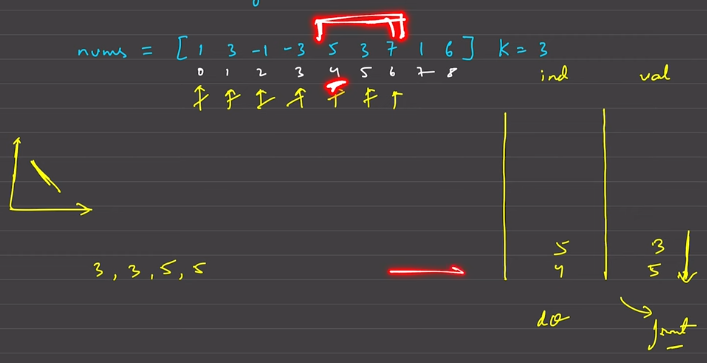 nums = [ 1 3 -1 -3 5 3 7 1 6 ] K = 3
0 1 2 3 4 5 6 7 8
ind val
5 3
3, 3, 5, 5 4 5
dQ front